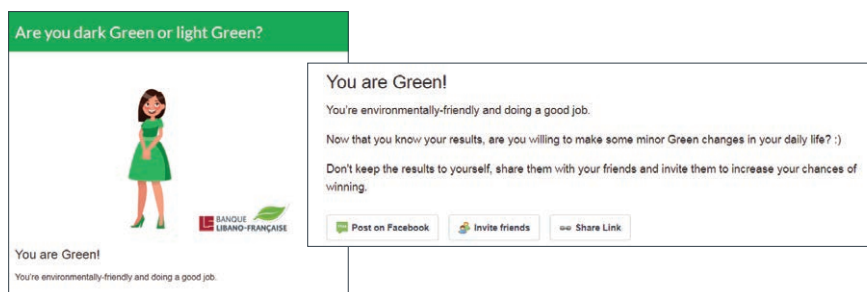 Are you dark Green or light Green?
BANQUE
LIBANO-FRANÇAISE
You are Green!
You're environmentally-friendly and doing a good job.
You are Green!
You're environmentally-friendly and doing a good job.
Now that you know your results, are you willing to make some minor Green changes in your daily life? :)
Don't keep the results to yourself, share them with your friends and invite them to increase your chances of
winning.
Post on Facebook Invite friends Share Link